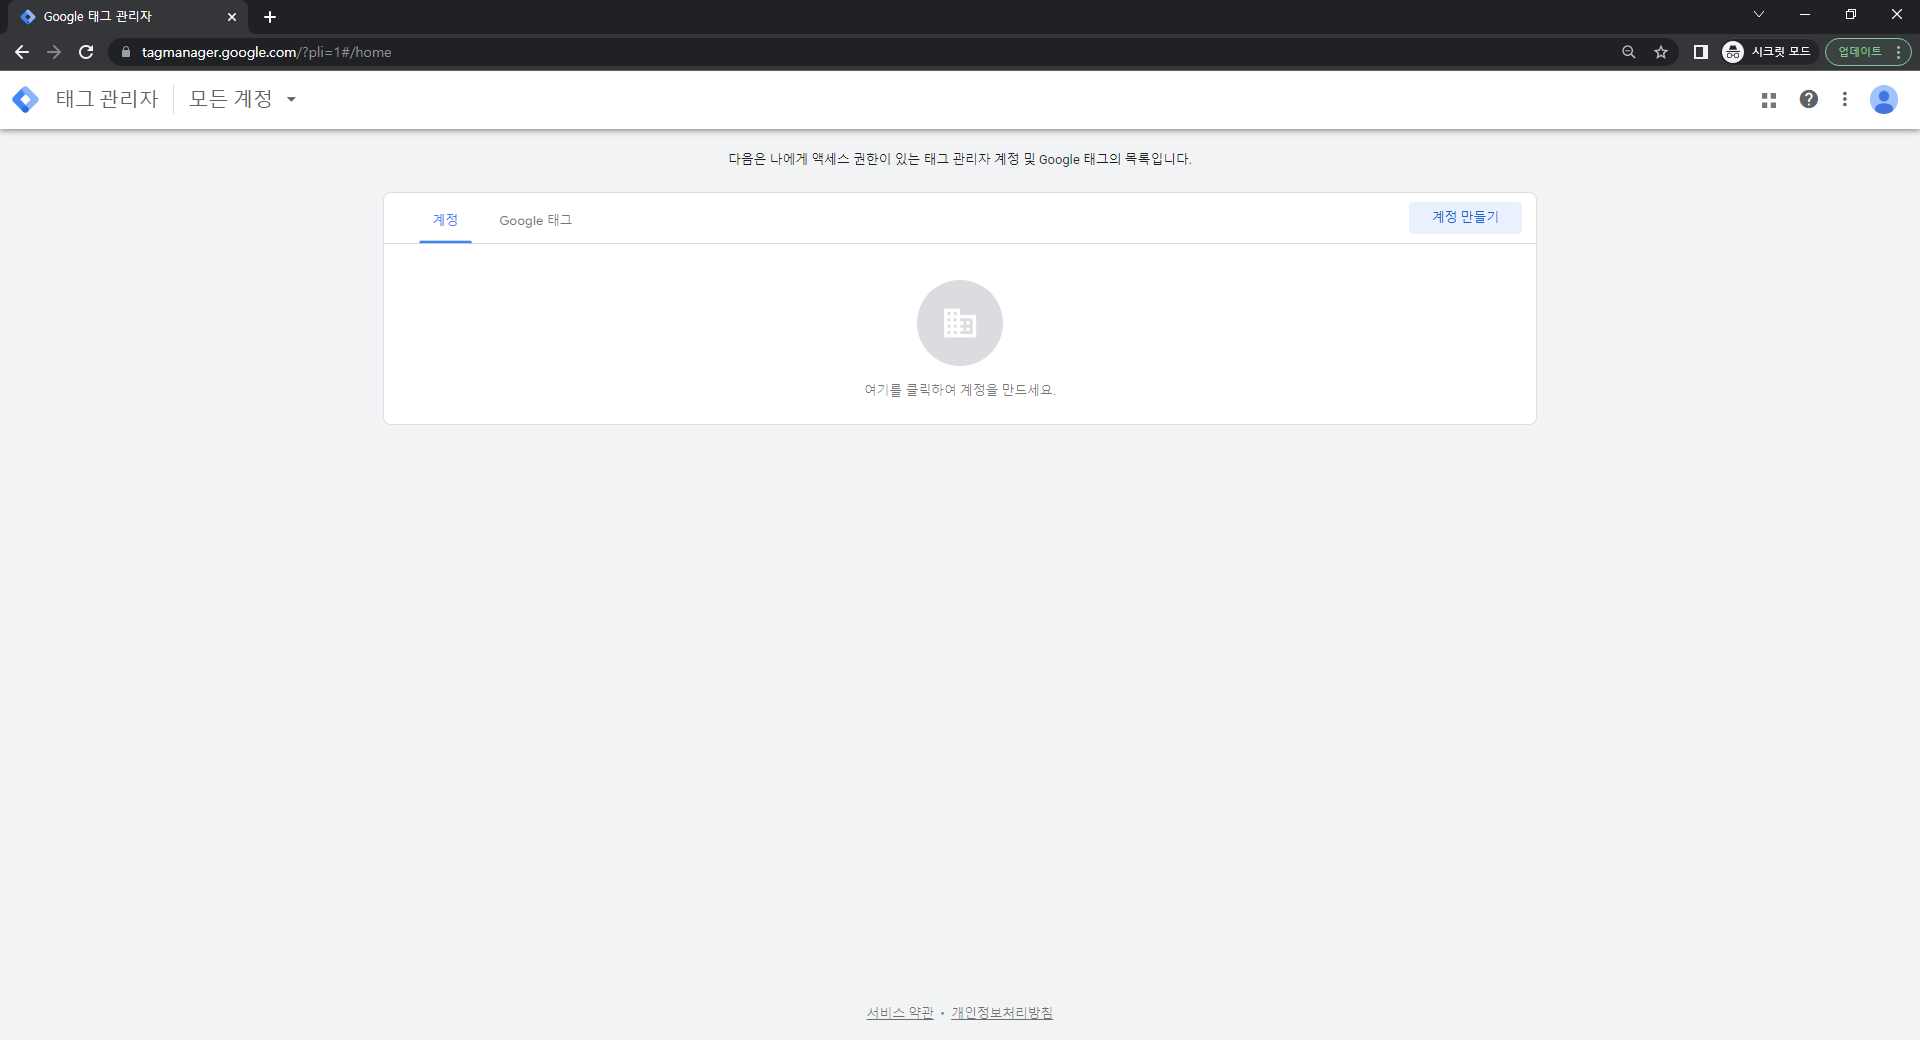 Google 태그 관리자
tagmanager.google.com/?pli=1#/home
시크릿 모드
업데이트
태그 관리자
모든 계정
다음은 나에게 액세스 권한이 있는 태그 관리자 계정 및 Google 태그의 목록입니다.
계정
Google 태그
계정 만들기
여기를 클릭하여 계정을 만드세요.
서비스 약관 • 개인정보처리방침